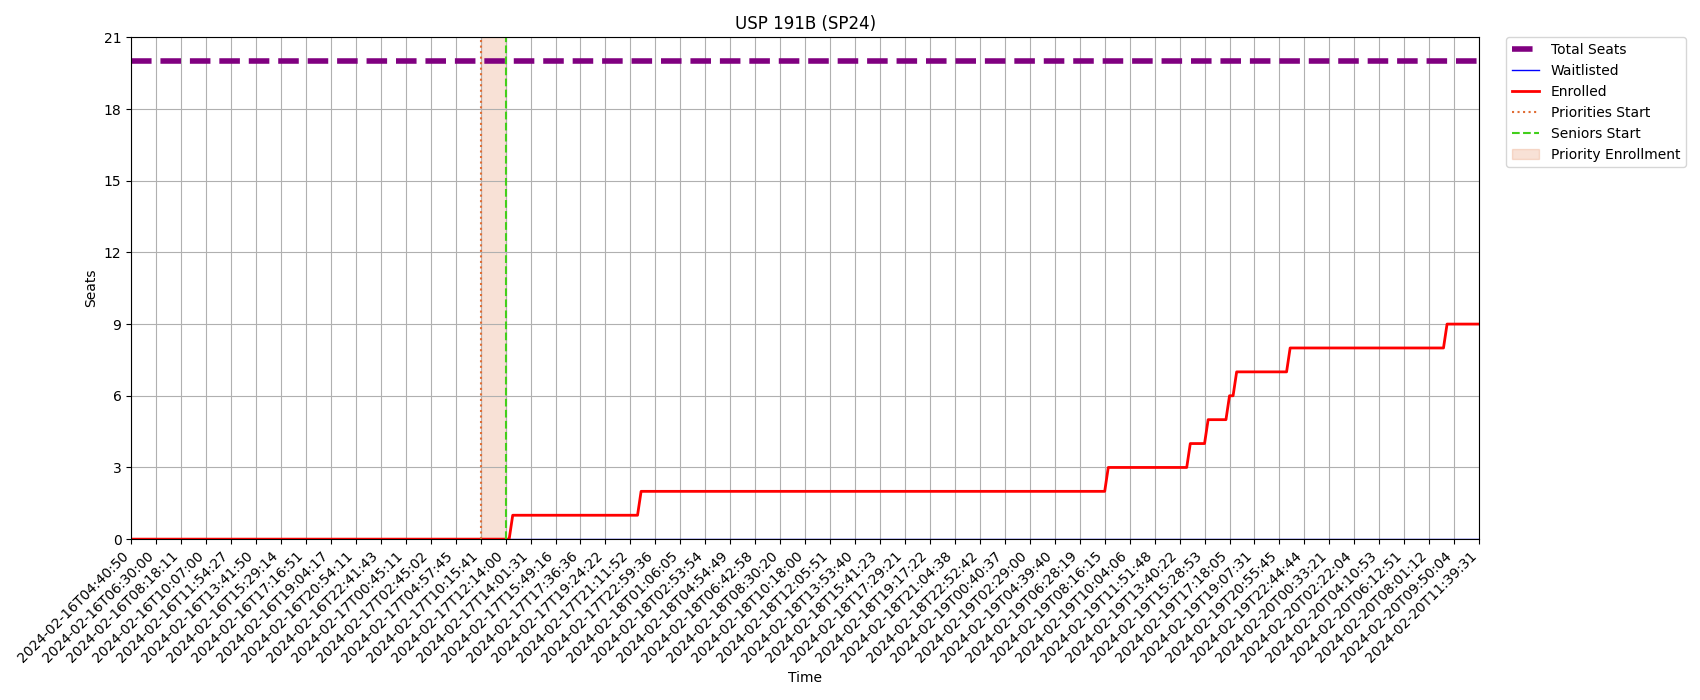 USP 191B (SP24)
21
18
15
12
9
6
3
0
Seats
Total Seats
Waitlisted
Enrolled
Priorities Start
Seniors Start
Priority Enrollment
2024-02-16T04:40:50
2024-02-16T06:30:00
2024-02-16T08:18:11
2024-02-16T10:07:00
2024-02-16T11:54:27
2024-02-16T13:41:50
2024-02-16T15:29:14
2024-02-16T17:16:51
2024-02-16T19:04:17
2024-02-16T20:54:11
2024-02-16T22:41:43
2024-02-17T00:45:11
2024-02-17T02:45:02
2024-02-17T04:57:45
2024-02-17T10:15:41
2024-02-17T12:14:00
2024-02-17T14:01:31
2024-02-17T15:49:16
2024-02-17T17:36:36
2024-02-17T19:24:22
2024-02-17T21:11:52
2024-02-17T22:59:36
2024-02-18T01:06:05
2024-02-18T02:53:54
2024-02-18T04:54:49
2024-02-18T06:42:58
2024-02-18T08:30:20
2024-02-18T10:18:00
2024-02-18T12:05:51
2024-02-18T13:53:40
2024-02-18T15:41:23
2024-02-18T17:29:21
2024-02-18T19:17:22
2024-02-18T21:04:38
2024-02-18T22:52:42
2024-02-19T00:40:37
2024-02-19T02:29:00
2024-02-19T04:39:40
2024-02-19T06:28:19
2024-02-19T08:16:15
2024-02-19T10:04:06
2024-02-19T11:51:48
2024-02-19T13:40:22
2024-02-19T15:28:53
2024-02-19T17:18:05
2024-02-19T19:07:31
2024-02-19T20:55:45
2024-02-19T22:44:44
2024-02-20T00:33:21
2024-02-20T02:22:04
2024-02-20T04:10:53
2024-02-20T06:12:51
2024-02-20T08:01:12
2024-02-20T09:50:04
2024-02-20T11:39:31
Time